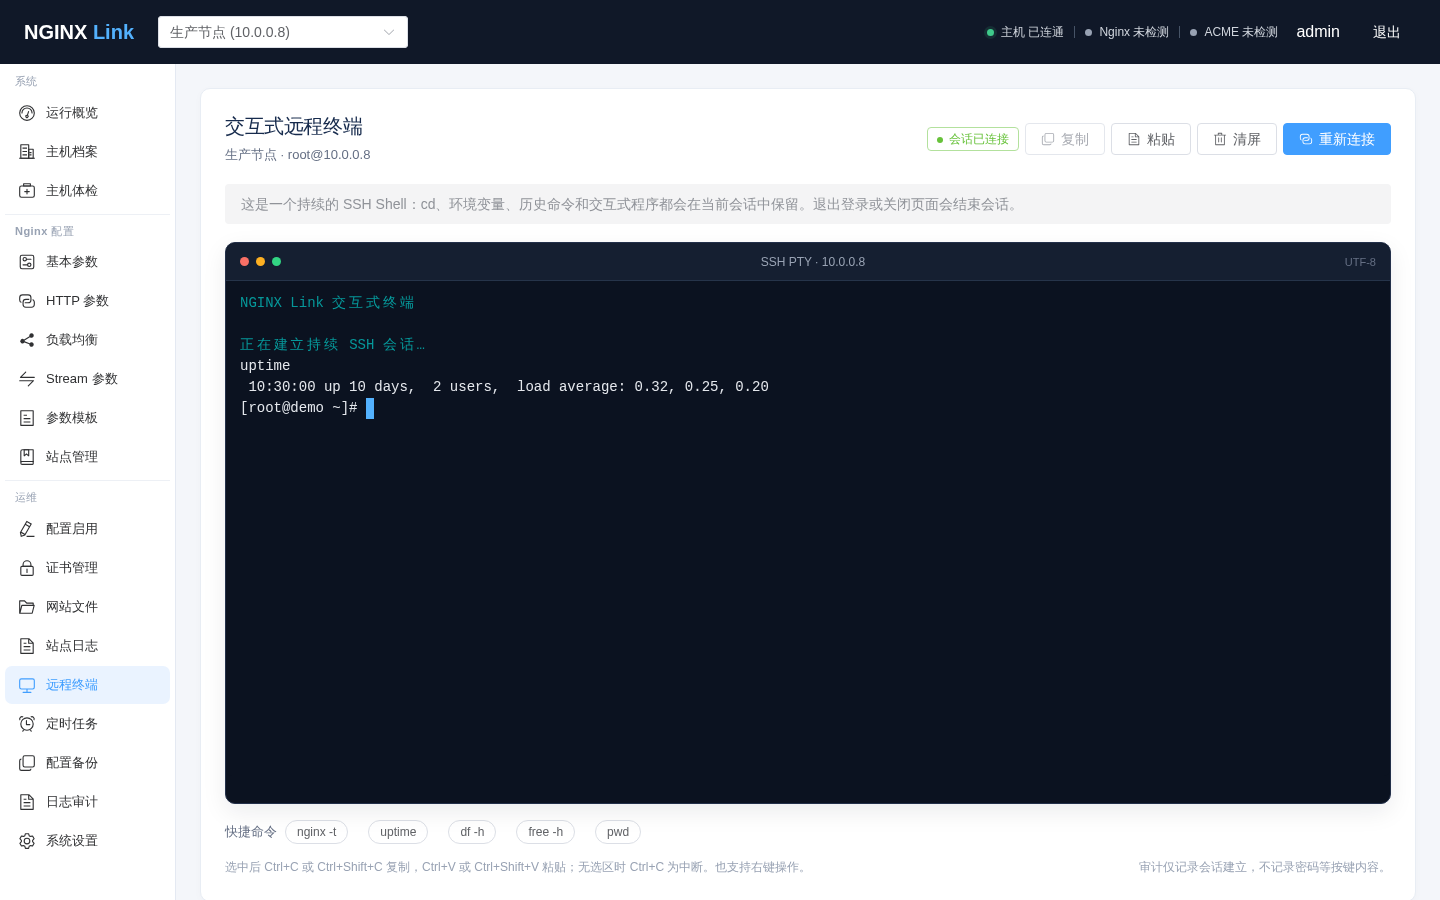 NGINX Link
生产节点 (10.0.0.8)
主机 已连通
Nginx 未检测
ACME 未检测
admin
退出
系统
运行概览
主机档案
主机体检
Nginx 配置
基本参数
HTTP 参数
负载均衡
Stream 参数
参数模板
站点管理
运维
配置启用
证书管理
网站文件
站点日志
远程终端
定时任务
配置备份
日志审计
系统设置
交互式远程终端
生产节点 · root@10.0.0.8
会话已连接
复制
粘贴
清屏
重新连接
这是一个持续的 SSH Shell：cd、环境变量、历史命令和交互式程序都会在当前会话中保留。退出登录或关闭页面会结束会话。
SSH PTY · 10.0.0.8
UTF-8
NGINX Link 交互式终端
正在建立持续 SSH 会话…
uptime
10:30:00 up 10 days,  2 users,  load average: 0.32, 0.25, 0.20
[root@demo ~]#
快捷命令
nginx -t
uptime
df -h
free -h
pwd
选中后 Ctrl+C 或 Ctrl+Shift+C 复制，Ctrl+V 或 Ctrl+Shift+V 粘贴；无选区时 Ctrl+C 为中断。也支持右键操作。
审计仅记录会话建立，不记录密码等按键内容。